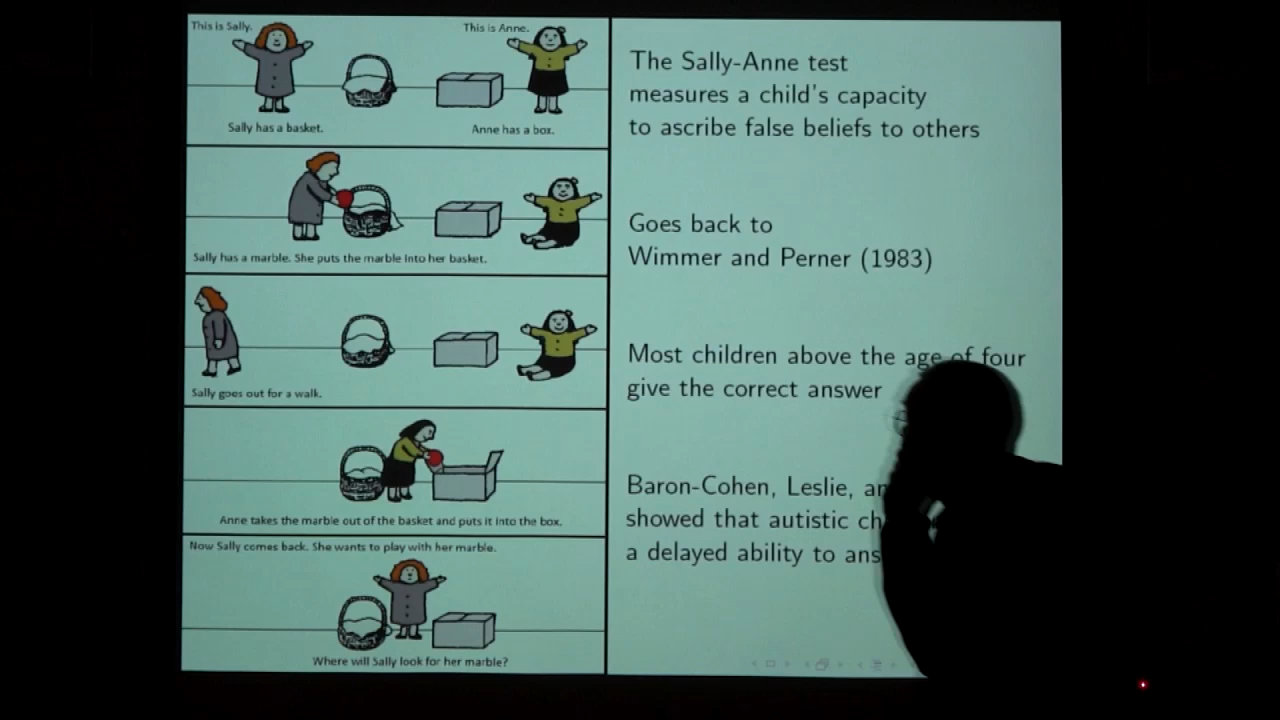 This is Sally.
This is Anne.
Sally has a basket.
Anne has a box.
Sally has a marble. She puts the marble into her basket.
Sally goes out for a walk.
Anne takes the marble out of the basket and puts it into the box.
Now Sally comes back. She wants to play with her marble.
Where will Sally look for her marble?
The Sally-Anne test
measures a child's capacity
to ascribe false beliefs to others
Goes back to
Wimmer and Perner (1983)
Most children above the age of four
give the correct answer
Baron-Cohen, Leslie,
showed that autistic
a delayed ability to